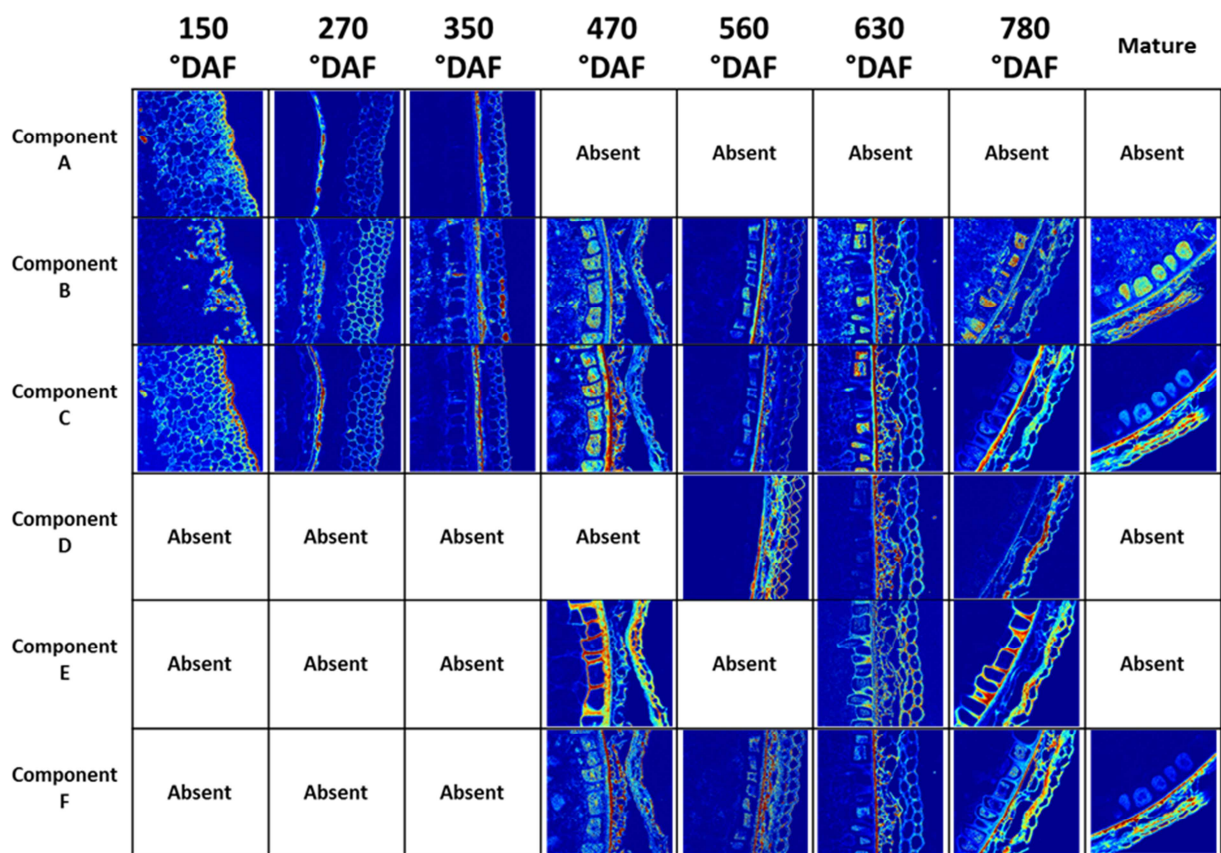 150 270 350 470 560 630 780 Mature
°DAF °DAF °DAF °DAF °DAF °DAF °DAF
Component
A
Absent Absent Absent Absent Absent
Component
B
Component
C
Component
D
Absent Absent Absent Absent Absent
Component
E
Absent Absent Absent Absent Absent
Component
F
Absent Absent Absent